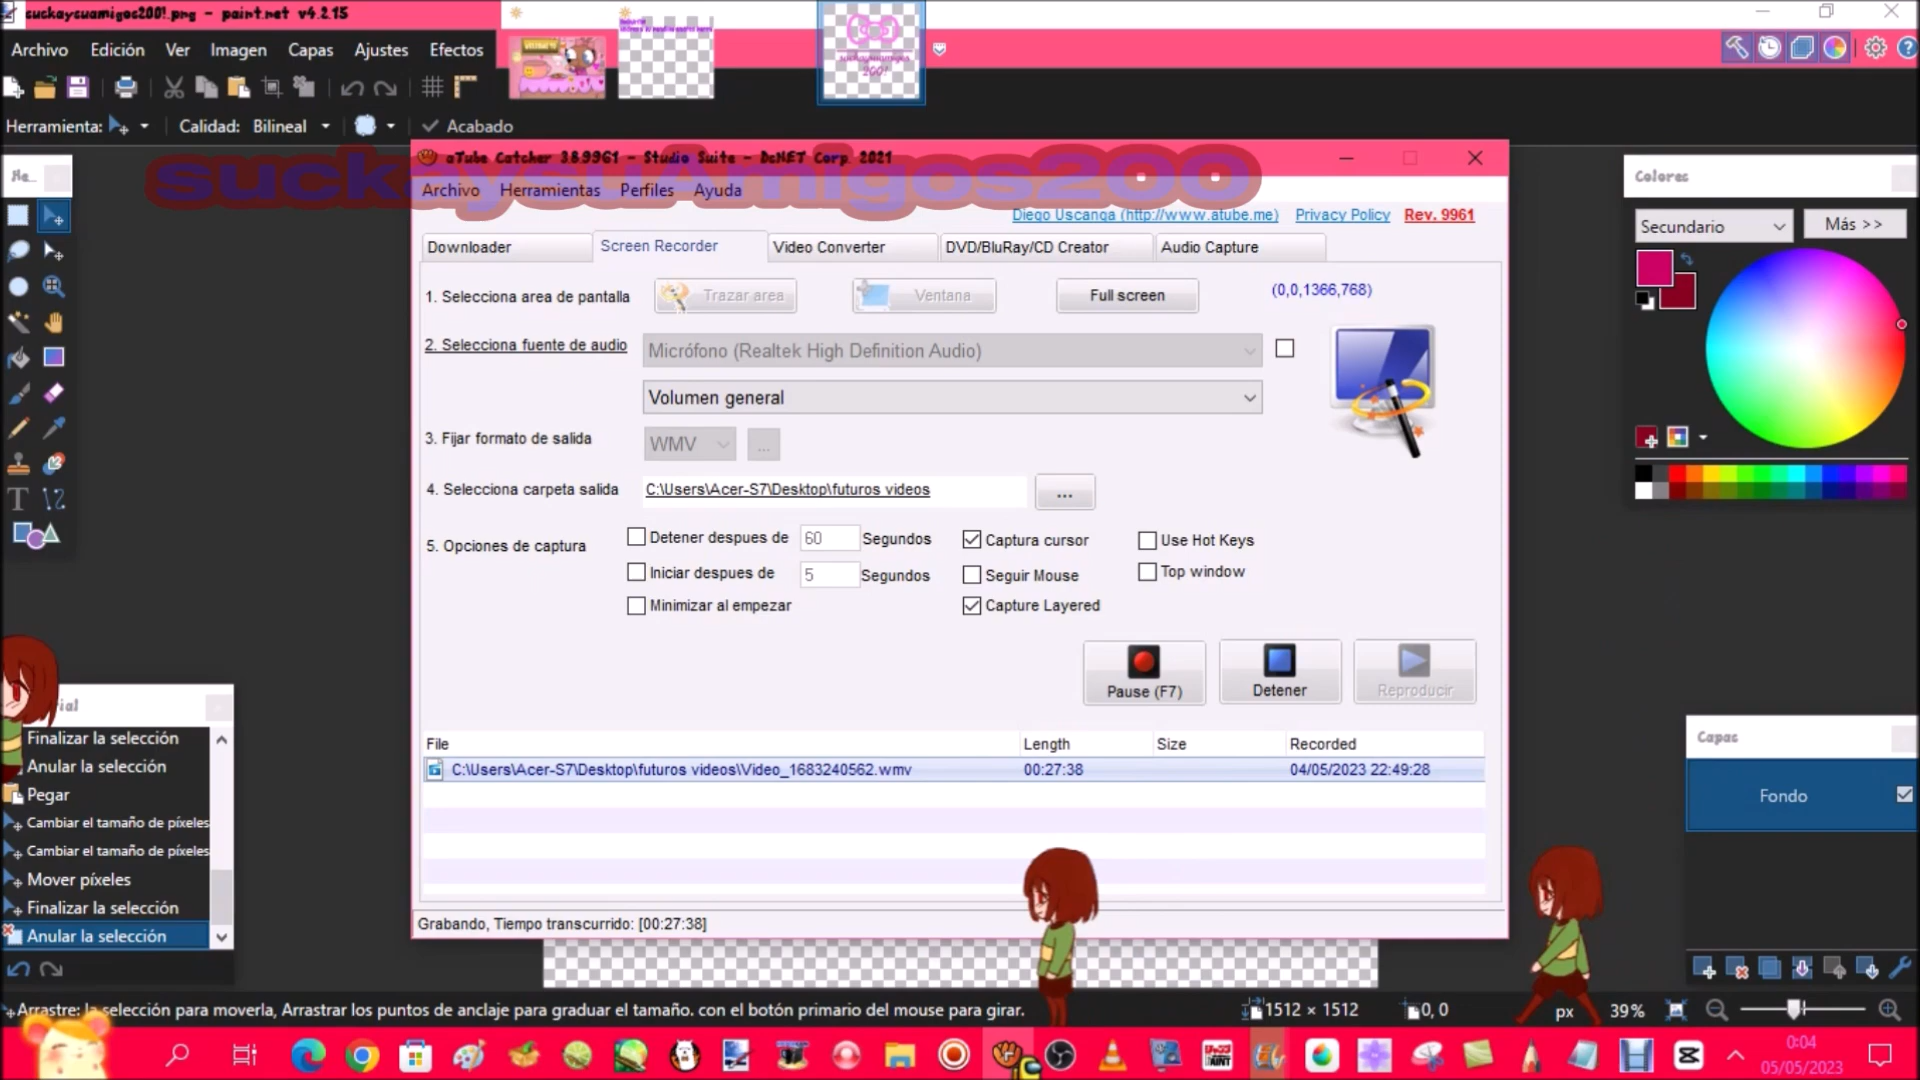 suckaysuamigos200!.png - paint.net v4.2.15
Archivo Edición Ver Imagen Capas Ajustes Efectos
Herramienta: Calidad: Bilineal Acabado
suckaysuAmigos200
aTube Catcher 3.8.9961 - Studio Suite - DsNET Corp. 2021
Archivo Herramientas Perfiles Ayuda
Diego Uscanga (http://www.atube.me) Privacy Policy Rev. 9961
Downloader Screen Recorder Video Converter DVD/BluRay/CD Creator Audio Capture
1. Selecciona area de pantalla Trazar area Ventana Full screen (0,0,1366,768)
2. Selecciona fuente de audio Micrófono (Realtek High Definition Audio)
Volumen general
3. Fijar formato de salida WMV ...
4. Selecciona carpeta salida C:\Users\Acer-S7\Desktop\futuros videos ...
5. Opciones de captura
Detener despues de 60 Segundos Captura cursor Use Hot Keys
Iniciar despues de 5 Segundos Seguir Mouse Top window
Minimizar al empezar Capture Layered
Pause (F7) Detener Reproducir
File Length Size Recorded
C:\Users\Acer-S7\Desktop\futuros videos\Video_1683240562.wmv 00:27:38 04/05/2023 22:49:28
Grabando, Tiempo transcurrido: [00:27:38]
He...
Colores
Secundario Más >>
Finalizar la selección
Anular la selección
Pegar
Cambiar el tamaño de píxeles
Cambiar el tamaño de píxeles
Mover píxeles
Finalizar la selección
Anular la selección
Capas
Fondo
Arrastre: la selección para moverla, Arrastrar los puntos de anclaje para graduar el tamaño. con el botón primario del mouse para girar.
1512 × 1512 0, 0 px 39%
0:04
05/05/2023